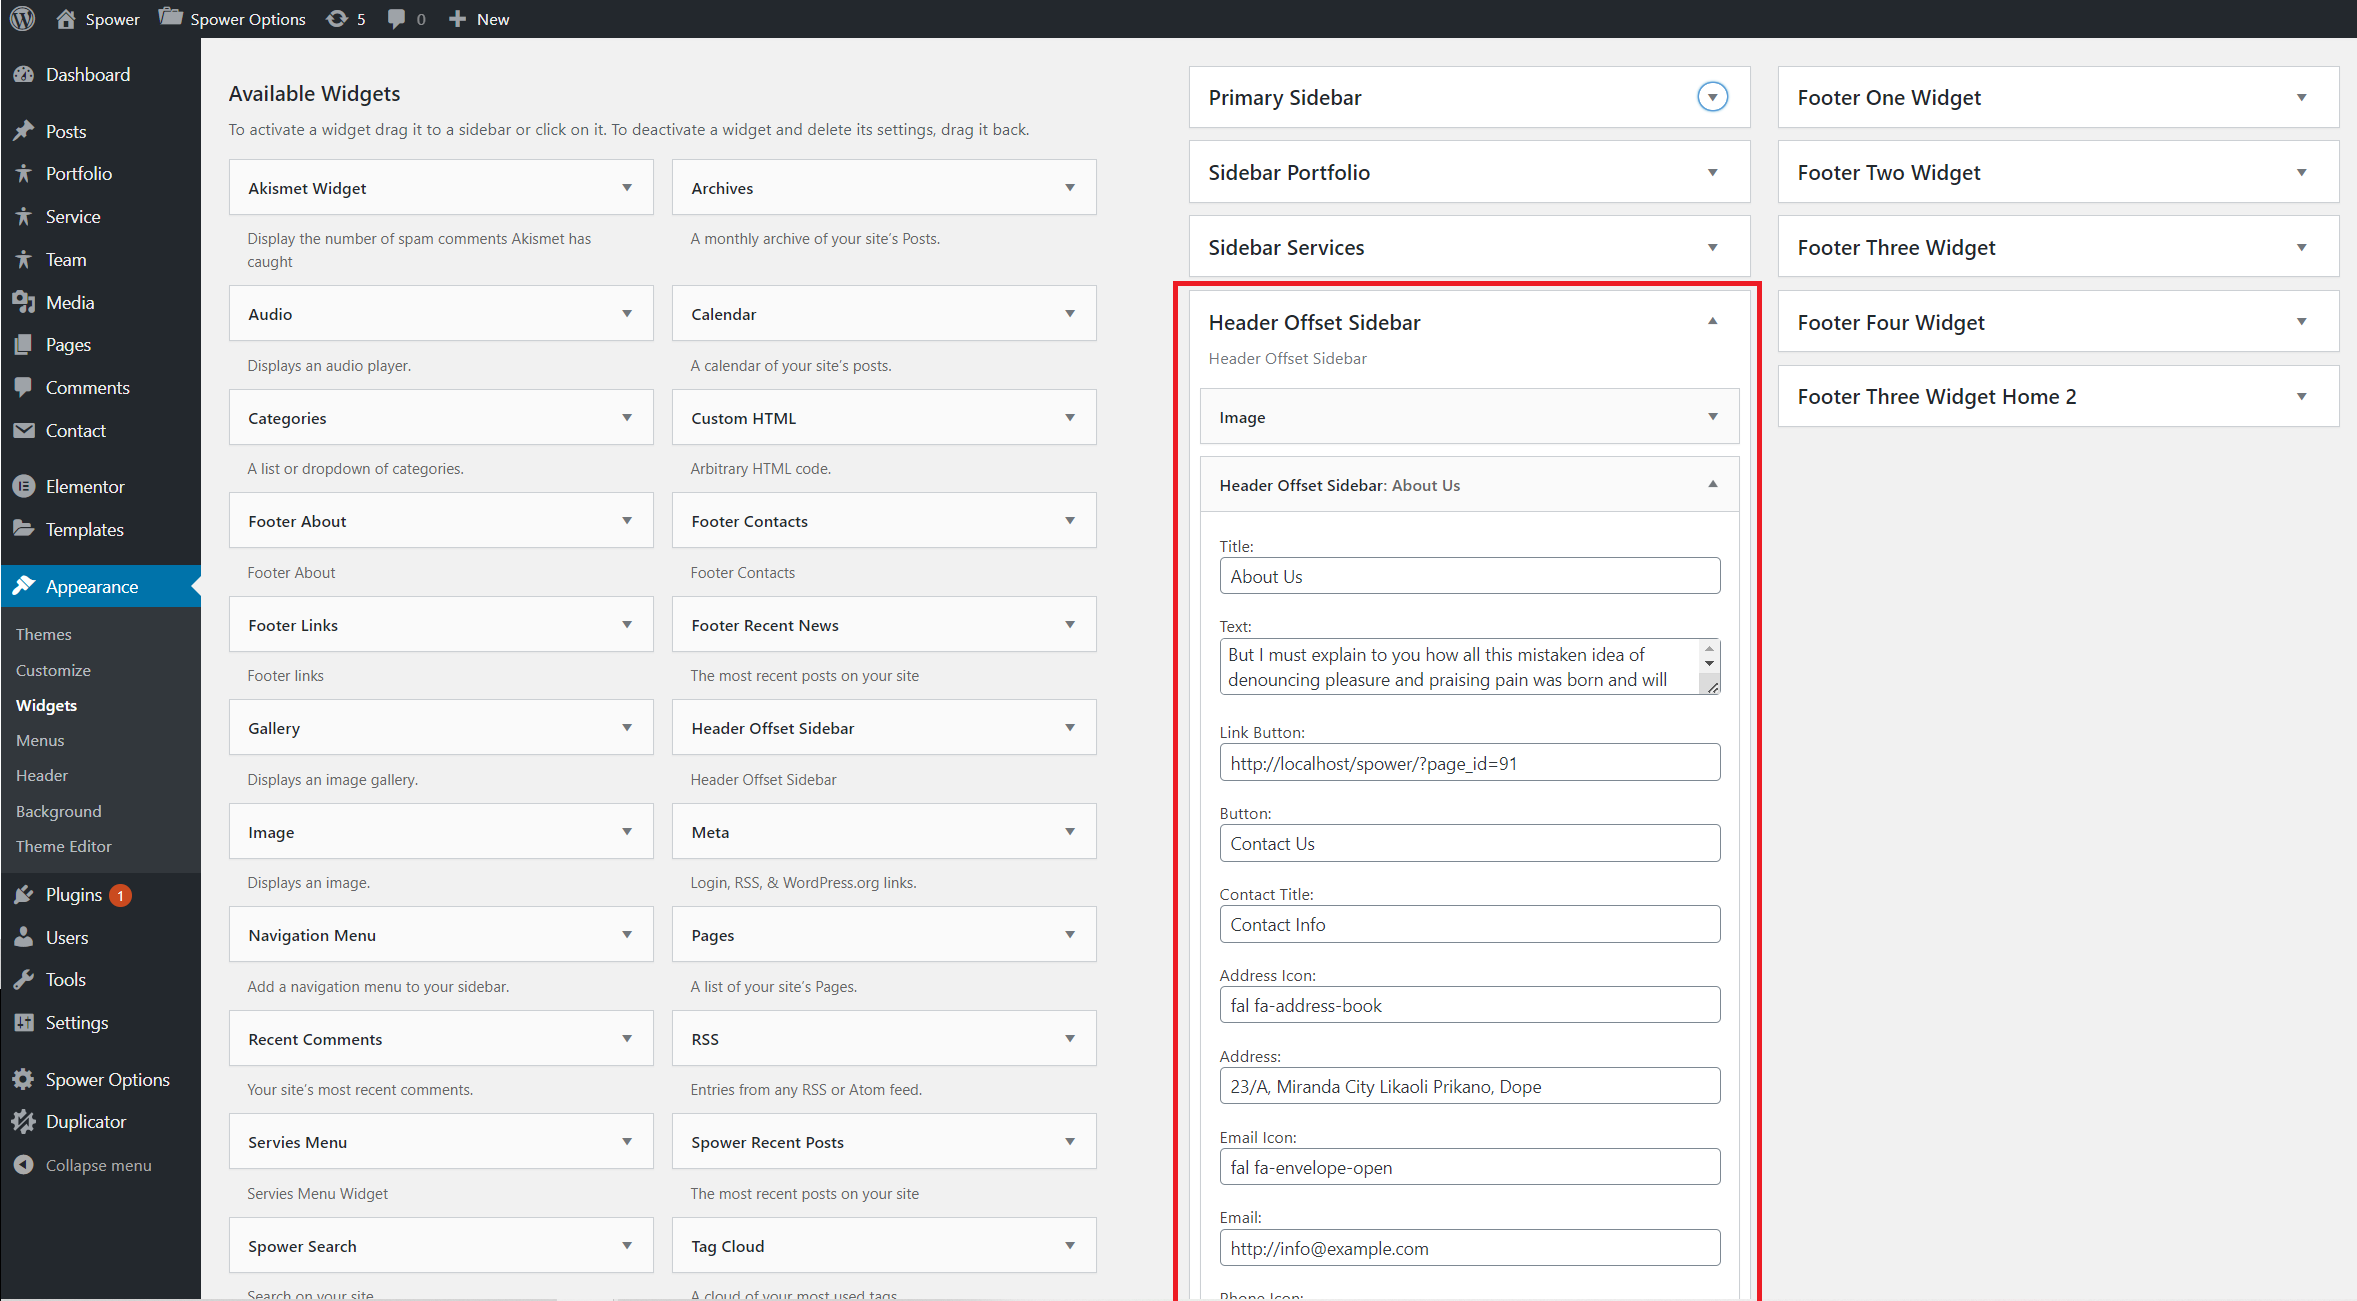 Spower
Spower Options
5
0
New
Dashboard
Posts
Portfolio
Service
Team
Media
Pages
Comments
Contact
Elementor
Templates
Appearance
Themes
Customize
Widgets
Menus
Header
Background
Theme Editor
Plugins 1
Users
Tools
Settings
Spower Options
Duplicator
Collapse menu
Available Widgets
To activate a widget drag it to a sidebar or click on it. To deactivate a widget and delete its settings, drag it back.
Akismet Widget
Display the number of spam comments Akismet has
caught
Archives
A monthly archive of your site's Posts.
Audio
Displays an audio player.
Calendar
A calendar of your site's posts.
Categories
A list or dropdown of categories.
Custom HTML
Arbitrary HTML code.
Footer About
Footer About
Footer Contacts
Footer Contacts
Footer Links
Footer links
Footer Recent News
The most recent posts on your site
Gallery
Displays an image gallery.
Header Offset Sidebar
Header Offset Sidebar
Image
Displays an image.
Meta
Login, RSS, & WordPress.org links.
Navigation Menu
Add a navigation menu to your sidebar.
Pages
A list of your site's Pages.
Recent Comments
Your site's most recent comments.
RSS
Entries from any RSS or Atom feed.
Servies Menu
Servies Menu Widget
Spower Recent Posts
The most recent posts on your site
Spower Search
Search on your site
Tag Cloud
A cloud of your most used tags
Primary Sidebar
Sidebar Portfolio
Sidebar Services
Header Offset Sidebar
Header Offset Sidebar
Image
Header Offset Sidebar: About Us
Title:
About Us
Text:
But I must explain to you how all this mistaken idea of
denouncing pleasure and praising pain was born and will
Link Button:
http://localhost/spower/?page_id=91
Button:
Contact Us
Contact Title:
Contact Info
Address Icon:
fal fa-address-book
Address:
23/A, Miranda City Likaoli Prikano, Dope
Email Icon:
fal fa-envelope-open
Email:
http://info@example.com
Phone Icon:
Footer One Widget
Footer Two Widget
Footer Three Widget
Footer Four Widget
Footer Three Widget Home 2